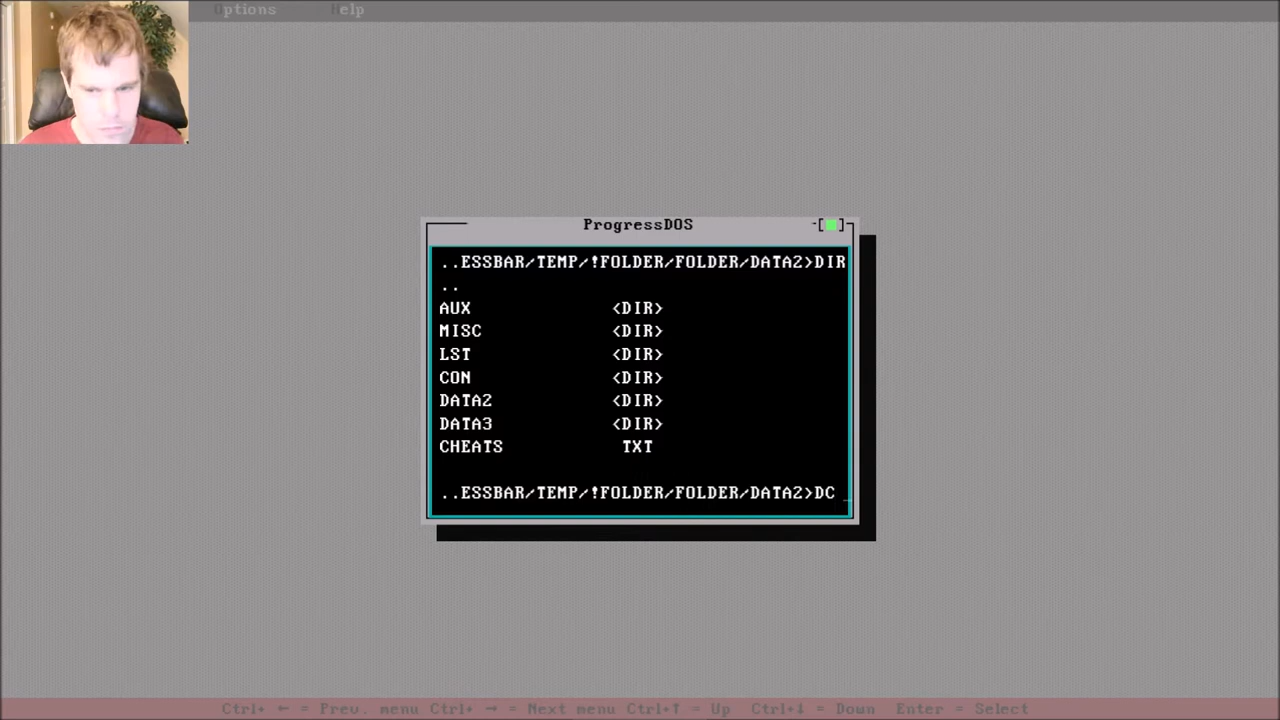 Options Help
ProgressDOS
-[■]
..ESSBAR/TEMP/!FOLDER/FOLDER/DATA2>DIR
..
AUX <DIR>
MISC <DIR>
LST <DIR>
CON <DIR>
DATA2 <DIR>
DATA3 <DIR>
CHEATS TXT
..ESSBAR/TEMP/!FOLDER/FOLDER/DATA2>DC _
Ctrl+ ← = Prev. menu Ctrl+ → = Next menu Ctrl+↑ = Up Ctrl+↓ = Down Enter = Select